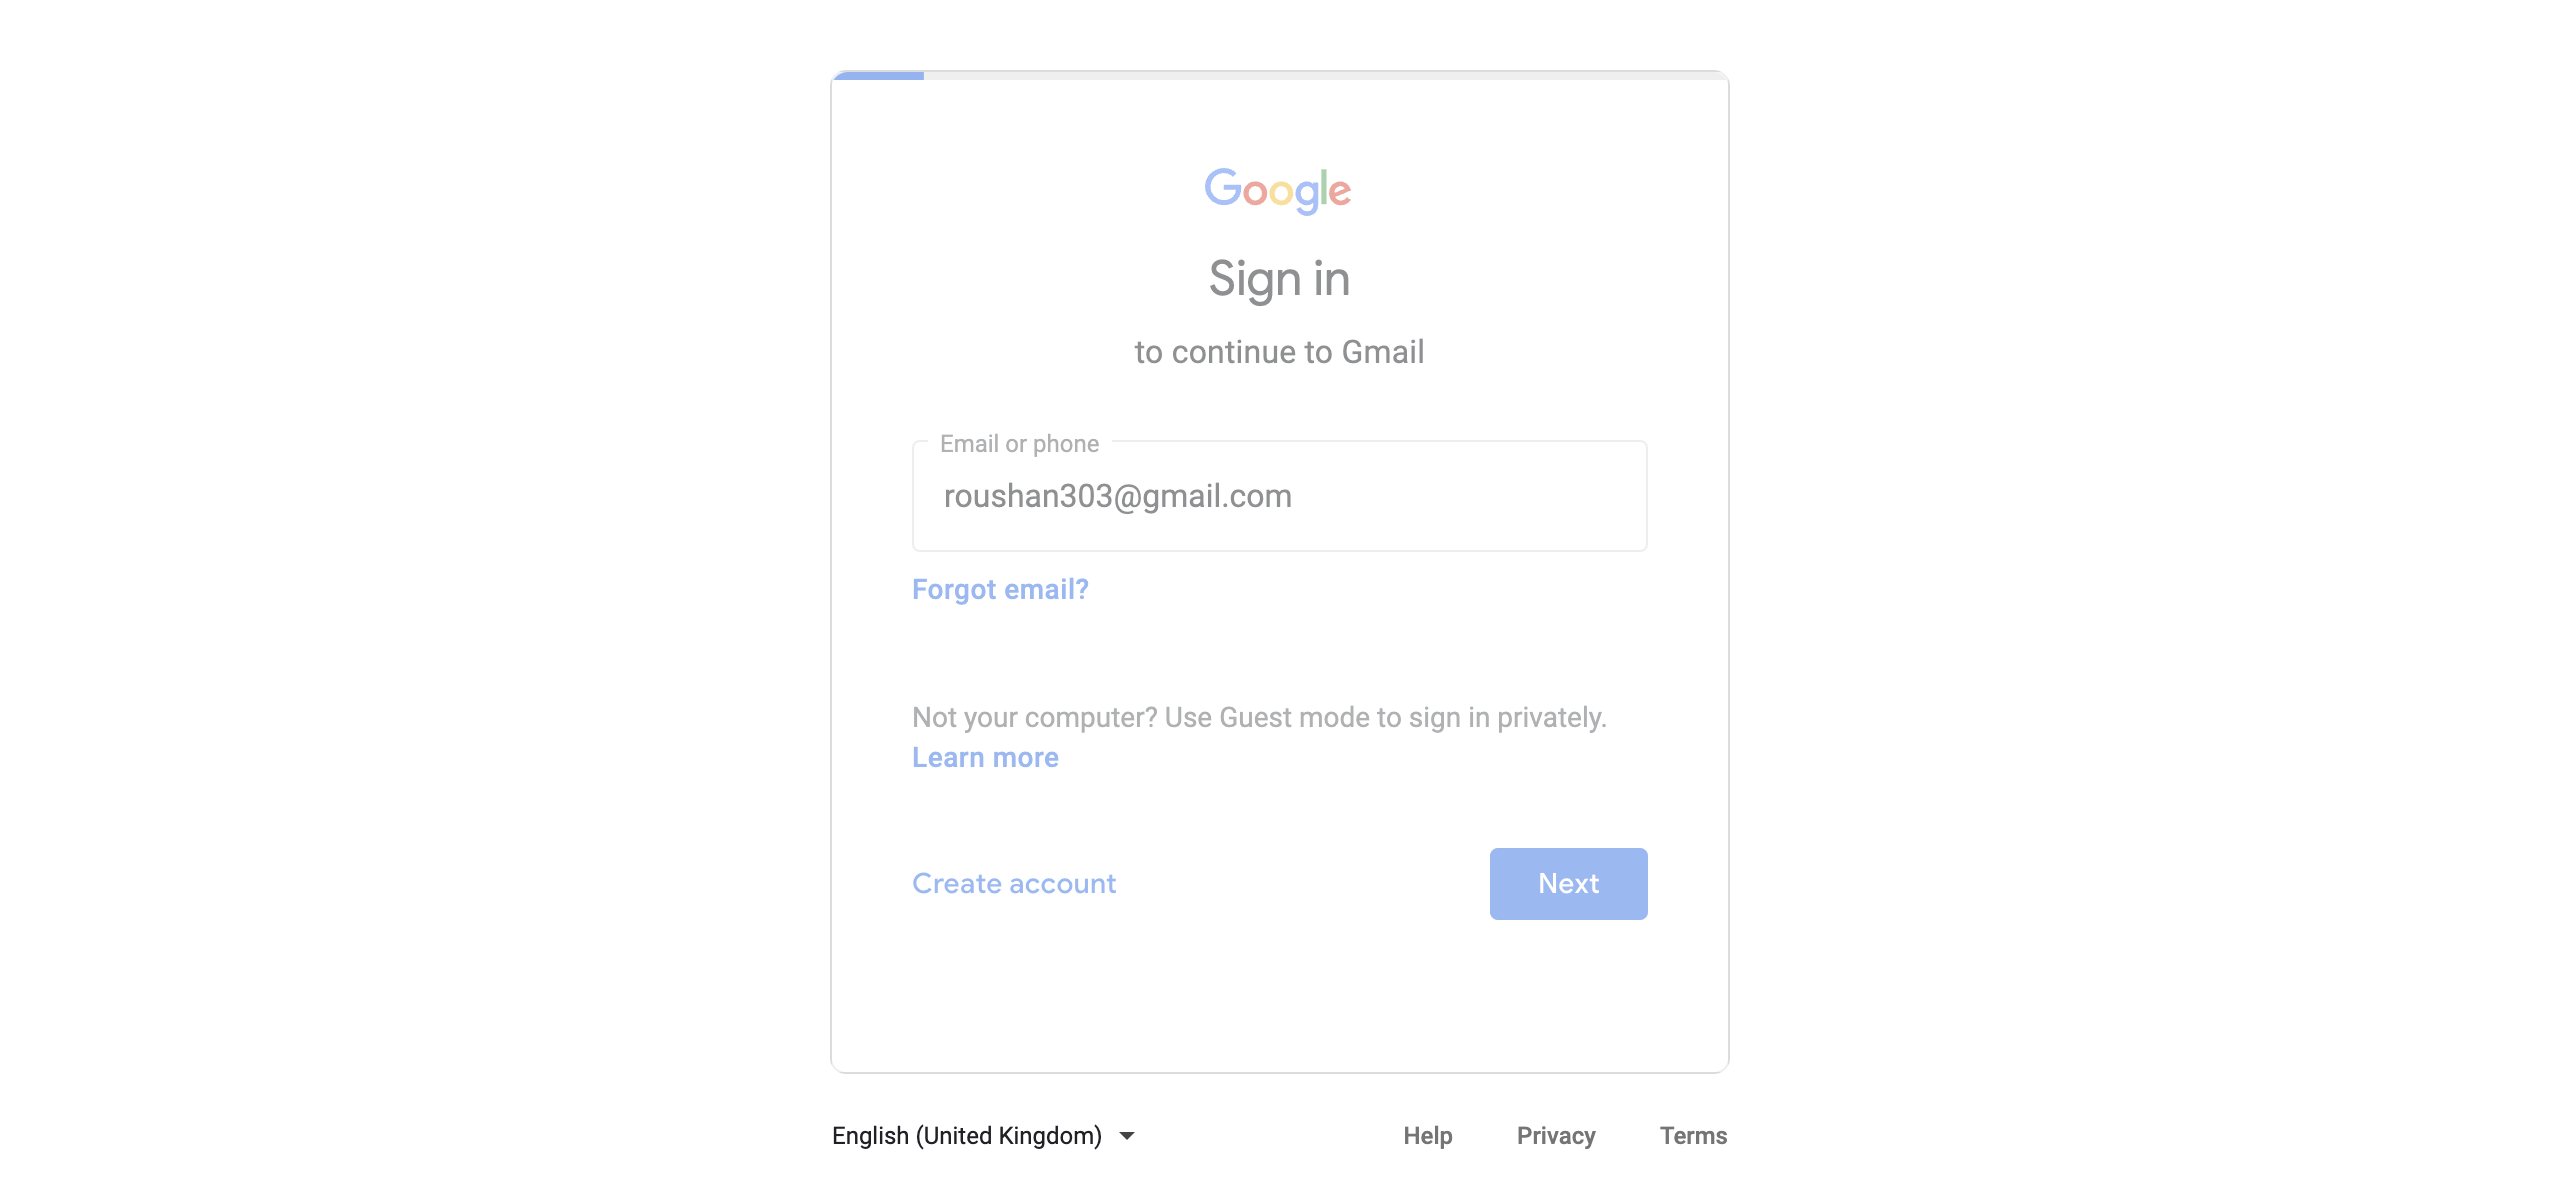 Google
Sign in
to continue to Gmail
Email or phone
roushan303@gmail.com
Forgot email?
Not your computer? Use Guest mode to sign in privately.
Learn more
Create account
Next
English (United Kingdom)
Help
Privacy
Terms